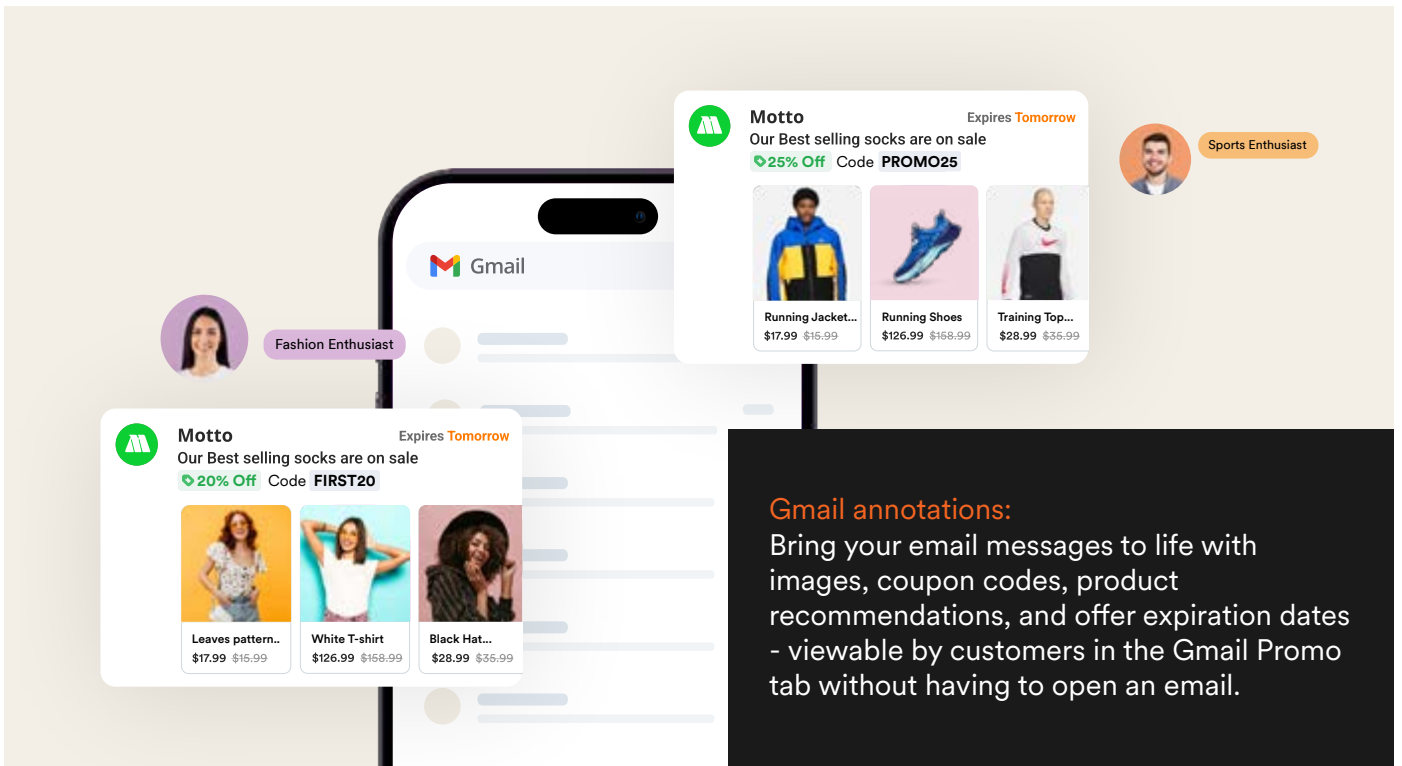 Motto
Expires Tomorrow
Our Best selling socks are on sale
25% Off Code PROMO25
Running Jacket...
$17.99 $15.99
Running Shoes
$126.99 $158.99
Training Top...
$28.99 $35.99
Sports Enthusiast
Gmail
Fashion Enthusiast
Motto
Expires Tomorrow
Our Best selling socks are on sale
20% Off Code FIRST20
Leaves pattern..
$17.99 $15.99
White T-shirt
$126.99 $158.99
Black Hat...
$28.99 $35.99
Gmail annotations:
Bring your email messages to life with
images, coupon codes, product
recommendations, and offer expiration dates
- viewable by customers in the Gmail Promo
tab without having to open an email.